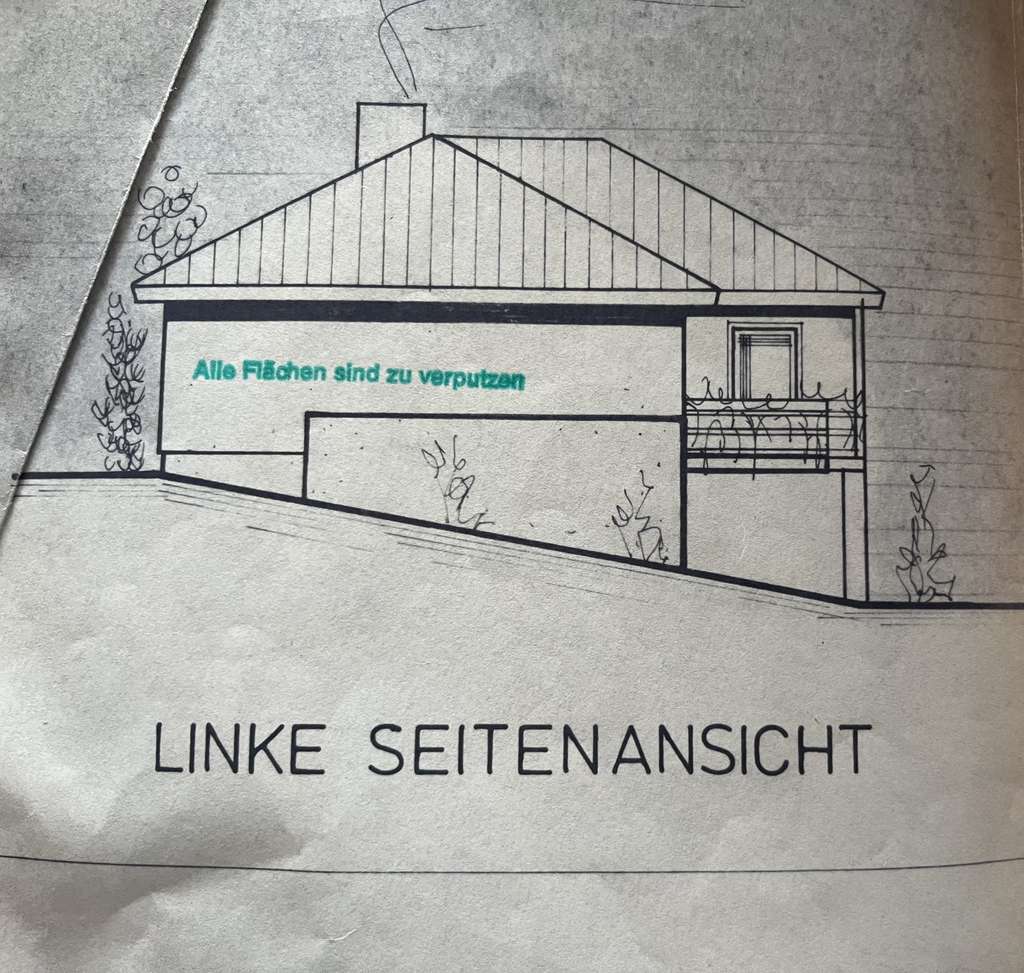 Alle Flächen sind zu verputzen
LINKE SEITENANSICHT